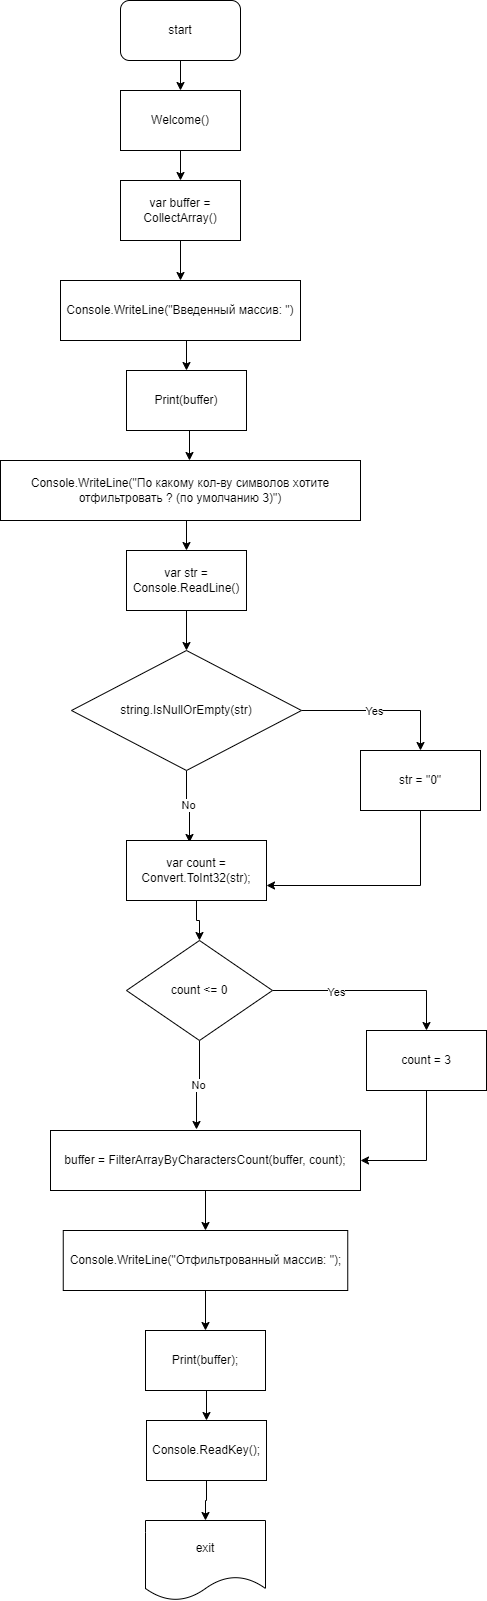 start
Welcome()
var buffer =
CollectArray()
Console.WriteLine("Введенный массив: ")
Print(buffer)
Console.WriteLine("По какому кол-ву символов хотите
отфильтровать ? (по умолчанию 3)")
var str =
Console.ReadLine()
string.IsNullOrEmpty(str)
Yes
str = "0"
No
var count =
Convert.ToInt32(str);
count <= 0
Yes
count = 3
No
buffer = FilterArrayByCharactersCount(buffer, count);
Console.WriteLine("Отфильтрованный массив: ");
Print(buffer);
Console.ReadKey();
exit